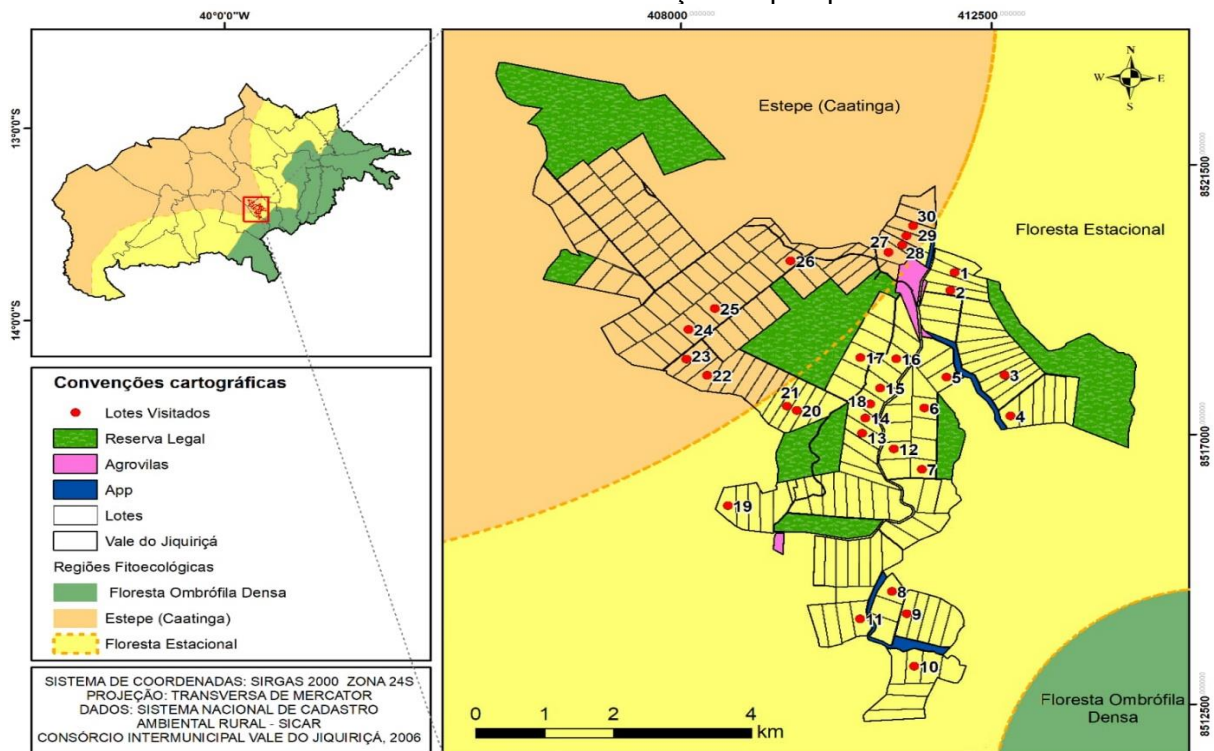 40°0'0"W
408000,000000
412500,000000
13°0'0"S
14°0'0"S
8521500,000000
8517000,000000
8512500,000000
N
W
E
S
Estepe (Caatinga)
Floresta Estacional
Floresta Ombrófila
Densa
30
29
27
28
1
26
2
25
24
23
17
16
22
5
3
15
21
18
20
6
4
14
13
12
7
19
8
11
9
10
0
1
2
4
km
Convenções cartográficas
Lotes Visitados
Reserva Legal
Agrovilas
App
Lotes
Vale do Jiquiriçá
Regiões Fitoecológicas
Floresta Ombrófila Densa
Estepe (Caatinga)
Floresta Estacional
SISTEMA DE COORDENADAS: SIRGAS 2000 ZONA 24S
PROJEÇÃO: TRANSVERSA DE MERCATOR
DADOS: SISTEMA NACIONAL DE CADASTRO
AMBIENTAL RURAL - SICAR
CONSÓRCIO INTERMUNICIPAL VALE DO JIQUIRIÇÁ, 2006